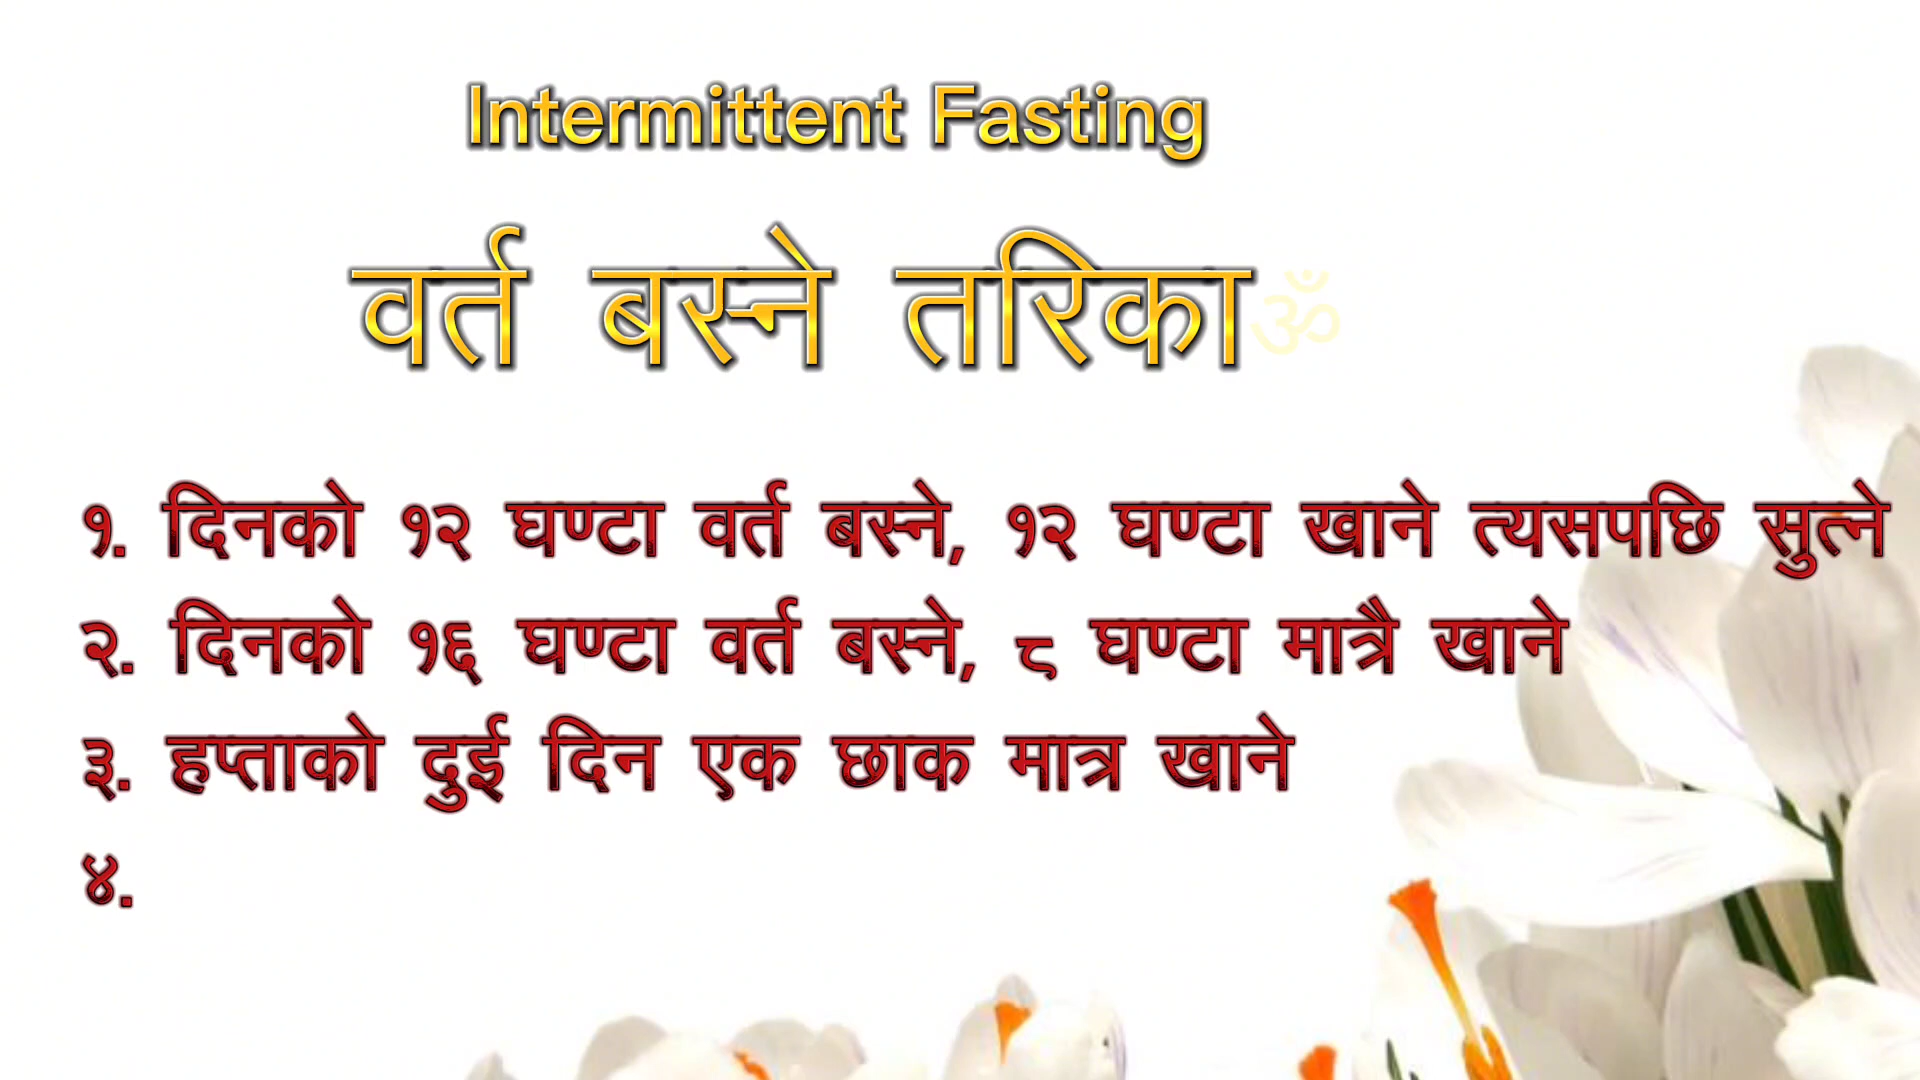 Intermittent Fasting
वर्त बस्ने तरिका ॐ
१. दिनको १२ घण्टा वर्त बस्ने, १२ घण्टा खाने त्यसपछि सुत्ने
२. दिनको १६ घण्टा वर्त बस्ने, ८ घण्टा मात्रै खाने
३. हप्ताको दुई दिन एक छाक मात्र खाने
४.